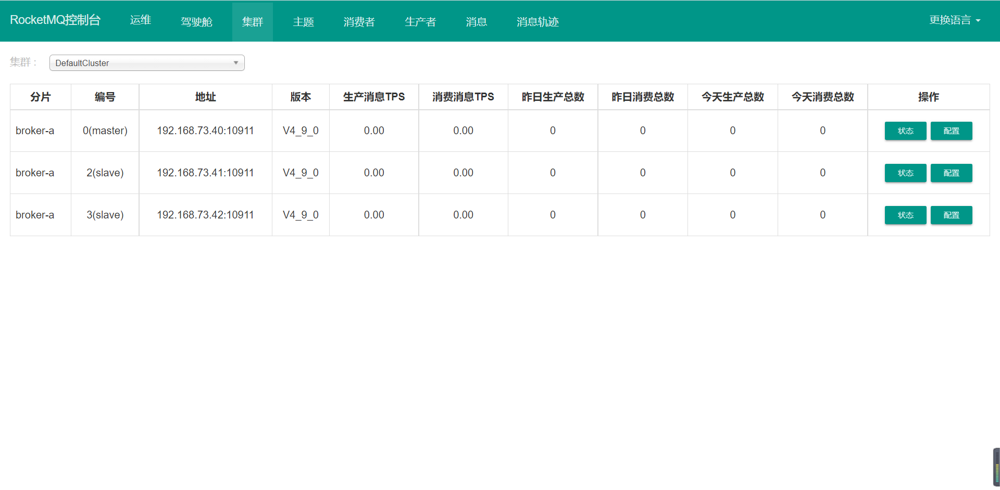 RocketMQ控制台 运维 驾驶舱 集群 主题 消费者 生产者 消息 消息轨迹 更换语言
集群 : DefaultCluster
分片 编号 地址 版本 生产消息TPS 消费消息TPS 昨日生产总数 昨日消费总数 今天生产总数 今天消费总数 操作
broker-a 0(master) 192.168.73.40:10911 V4_9_0 0.00 0.00 0 0 0 0 状态 配置
broker-a 2(slave) 192.168.73.41:10911 V4_9_0 0.00 0.00 0 0 0 0 状态 配置
broker-a 3(slave) 192.168.73.42:10911 V4_9_0 0.00 0.00 0 0 0 0 状态 配置